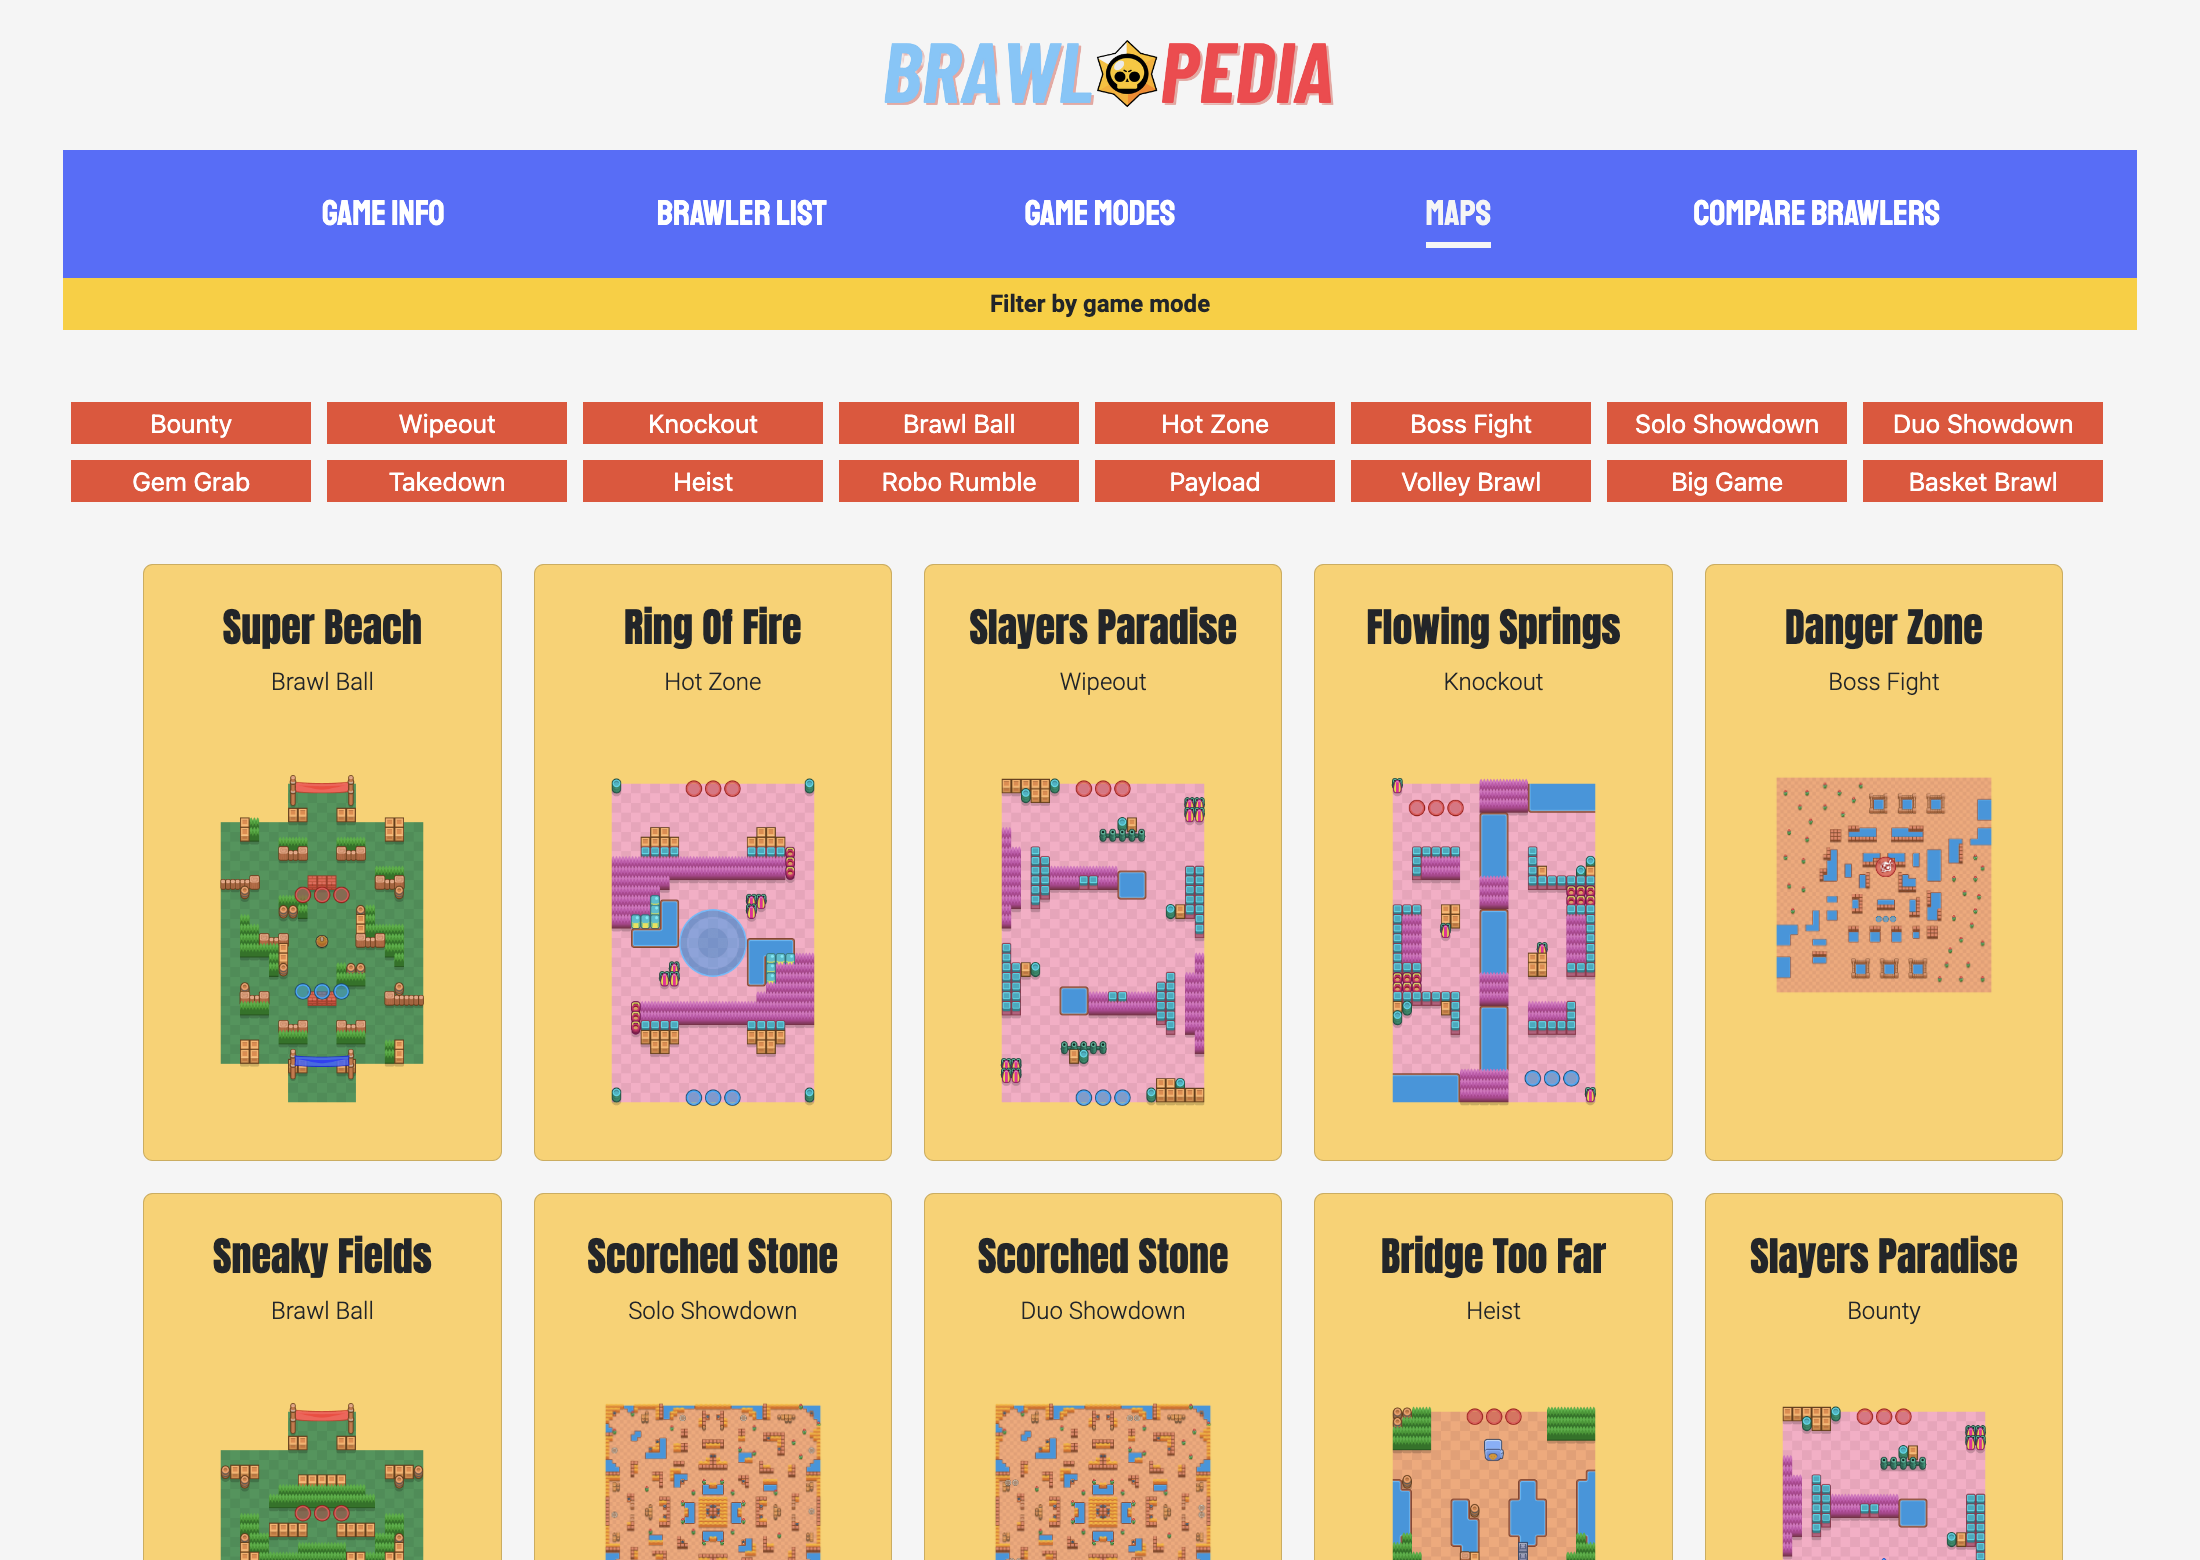 BRAWL PEDIA
GAME INFO BRAWLER LIST GAME MODES MAPS COMPARE BRAWLERS
Filter by game mode
Bounty Wipeout Knockout Brawl Ball Hot Zone Boss Fight Solo Showdown Duo Showdown
Gem Grab Takedown Heist Robo Rumble Payload Volley Brawl Big Game Basket Brawl
Super Beach Ring Of Fire Slayers Paradise Flowing Springs Danger Zone
Brawl Ball Hot Zone Wipeout Knockout Boss Fight
Sneaky Fields Scorched Stone Scorched Stone Bridge Too Far Slayers Paradise
Brawl Ball Solo Showdown Duo Showdown Heist Bounty